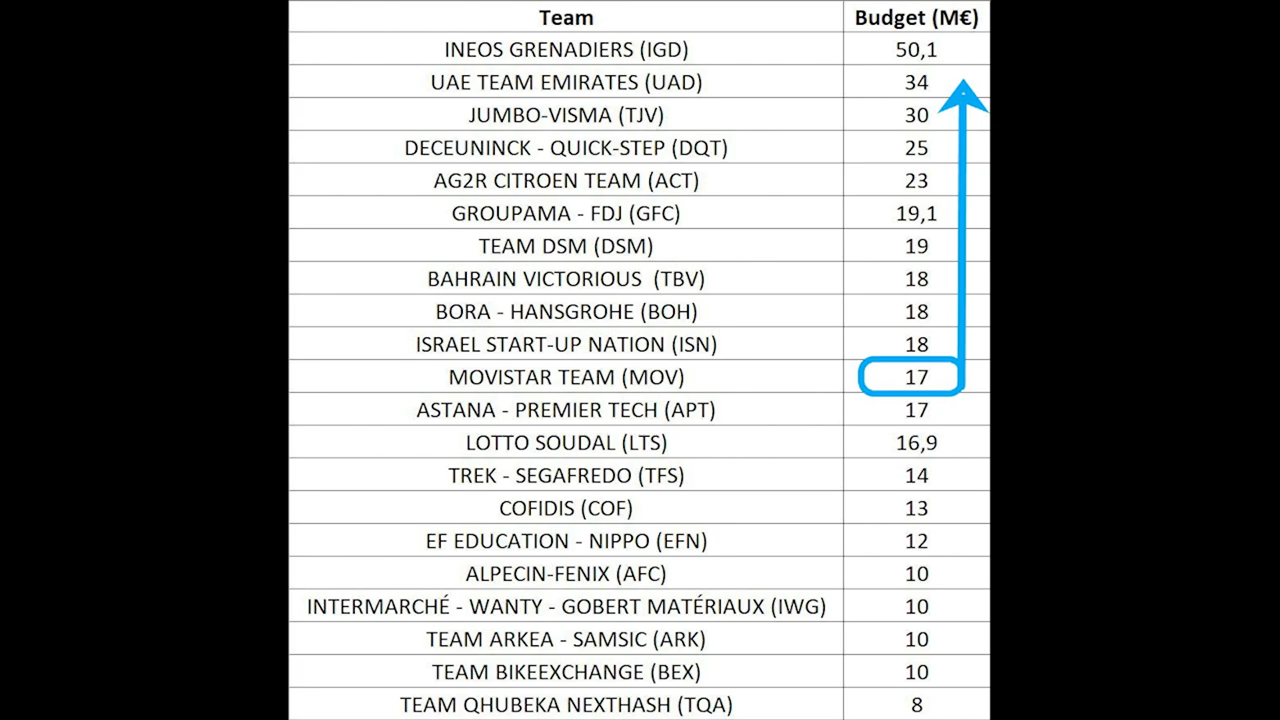 Team Budget (M€)
INEOS GRENADIERS (IGD) 50,1
UAE TEAM EMIRATES (UAD) 34
JUMBO-VISMA (TJV) 30
DECEUNINCK - QUICK-STEP (DQT) 25
AG2R CITROEN TEAM (ACT) 23
GROUPAMA - FDJ (GFC) 19,1
TEAM DSM (DSM) 19
BAHRAIN VICTORIOUS (TBV) 18
BORA - HANSGROHE (BOH) 18
ISRAEL START-UP NATION (ISN) 18
MOVISTAR TEAM (MOV) 17
ASTANA - PREMIER TECH (APT) 17
LOTTO SOUDAL (LTS) 16,9
TREK - SEGAFREDO (TFS) 14
COFIDIS (COF) 13
EF EDUCATION - NIPPO (EFN) 12
ALPECIN-FENIX (AFC) 10
INTERMARCHÉ - WANTY - GOBERT MATÉRIAUX (IWG) 10
TEAM ARKEA - SAMSIC (ARK) 10
TEAM BIKEEXCHANGE (BEX) 10
TEAM QHUBEKA NEXTHASH (TQA) 8